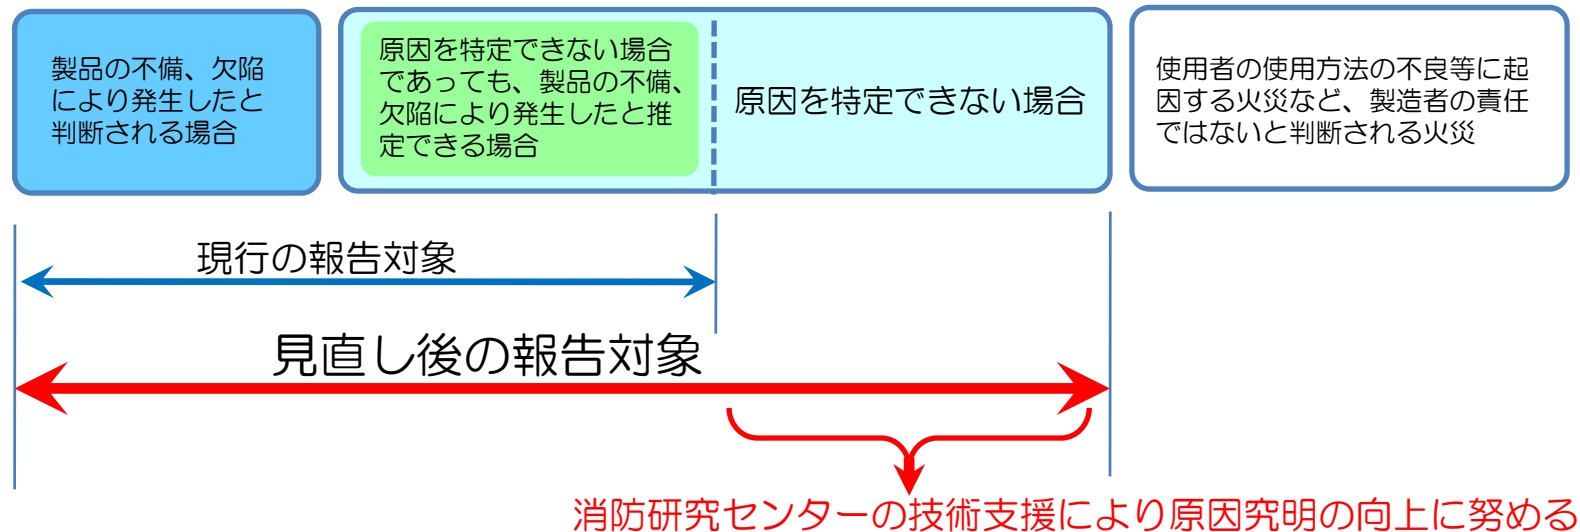 製品の不備、欠陥
により発生したと
判断される場合
原因を特定できない場合
であっても、製品の不備、
欠陥により発生したと推
定できる場合
原因を特定できない場合
使用者の使用方法の不良等に起
因する火災など、製造者の責任
ではないと判断される火災
現行の報告対象
見直し後の報告対象
消防研究センターの技術支援により原因究明の向上に努める